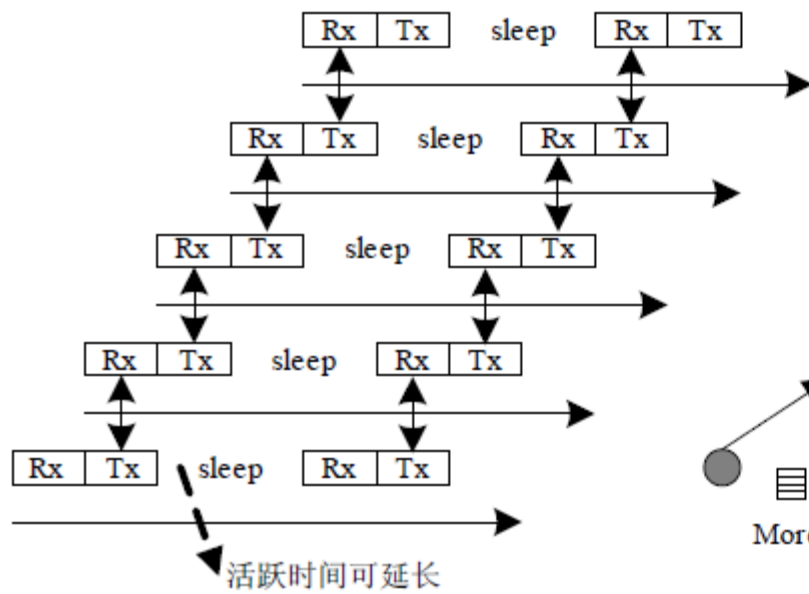 Rx Tx sleep Rx Tx
Rx Tx sleep Rx Tx
Rx Tx sleep Rx Tx
Rx Tx sleep Rx Tx
Rx Tx sleep Rx Tx
More
活跃时间可延长